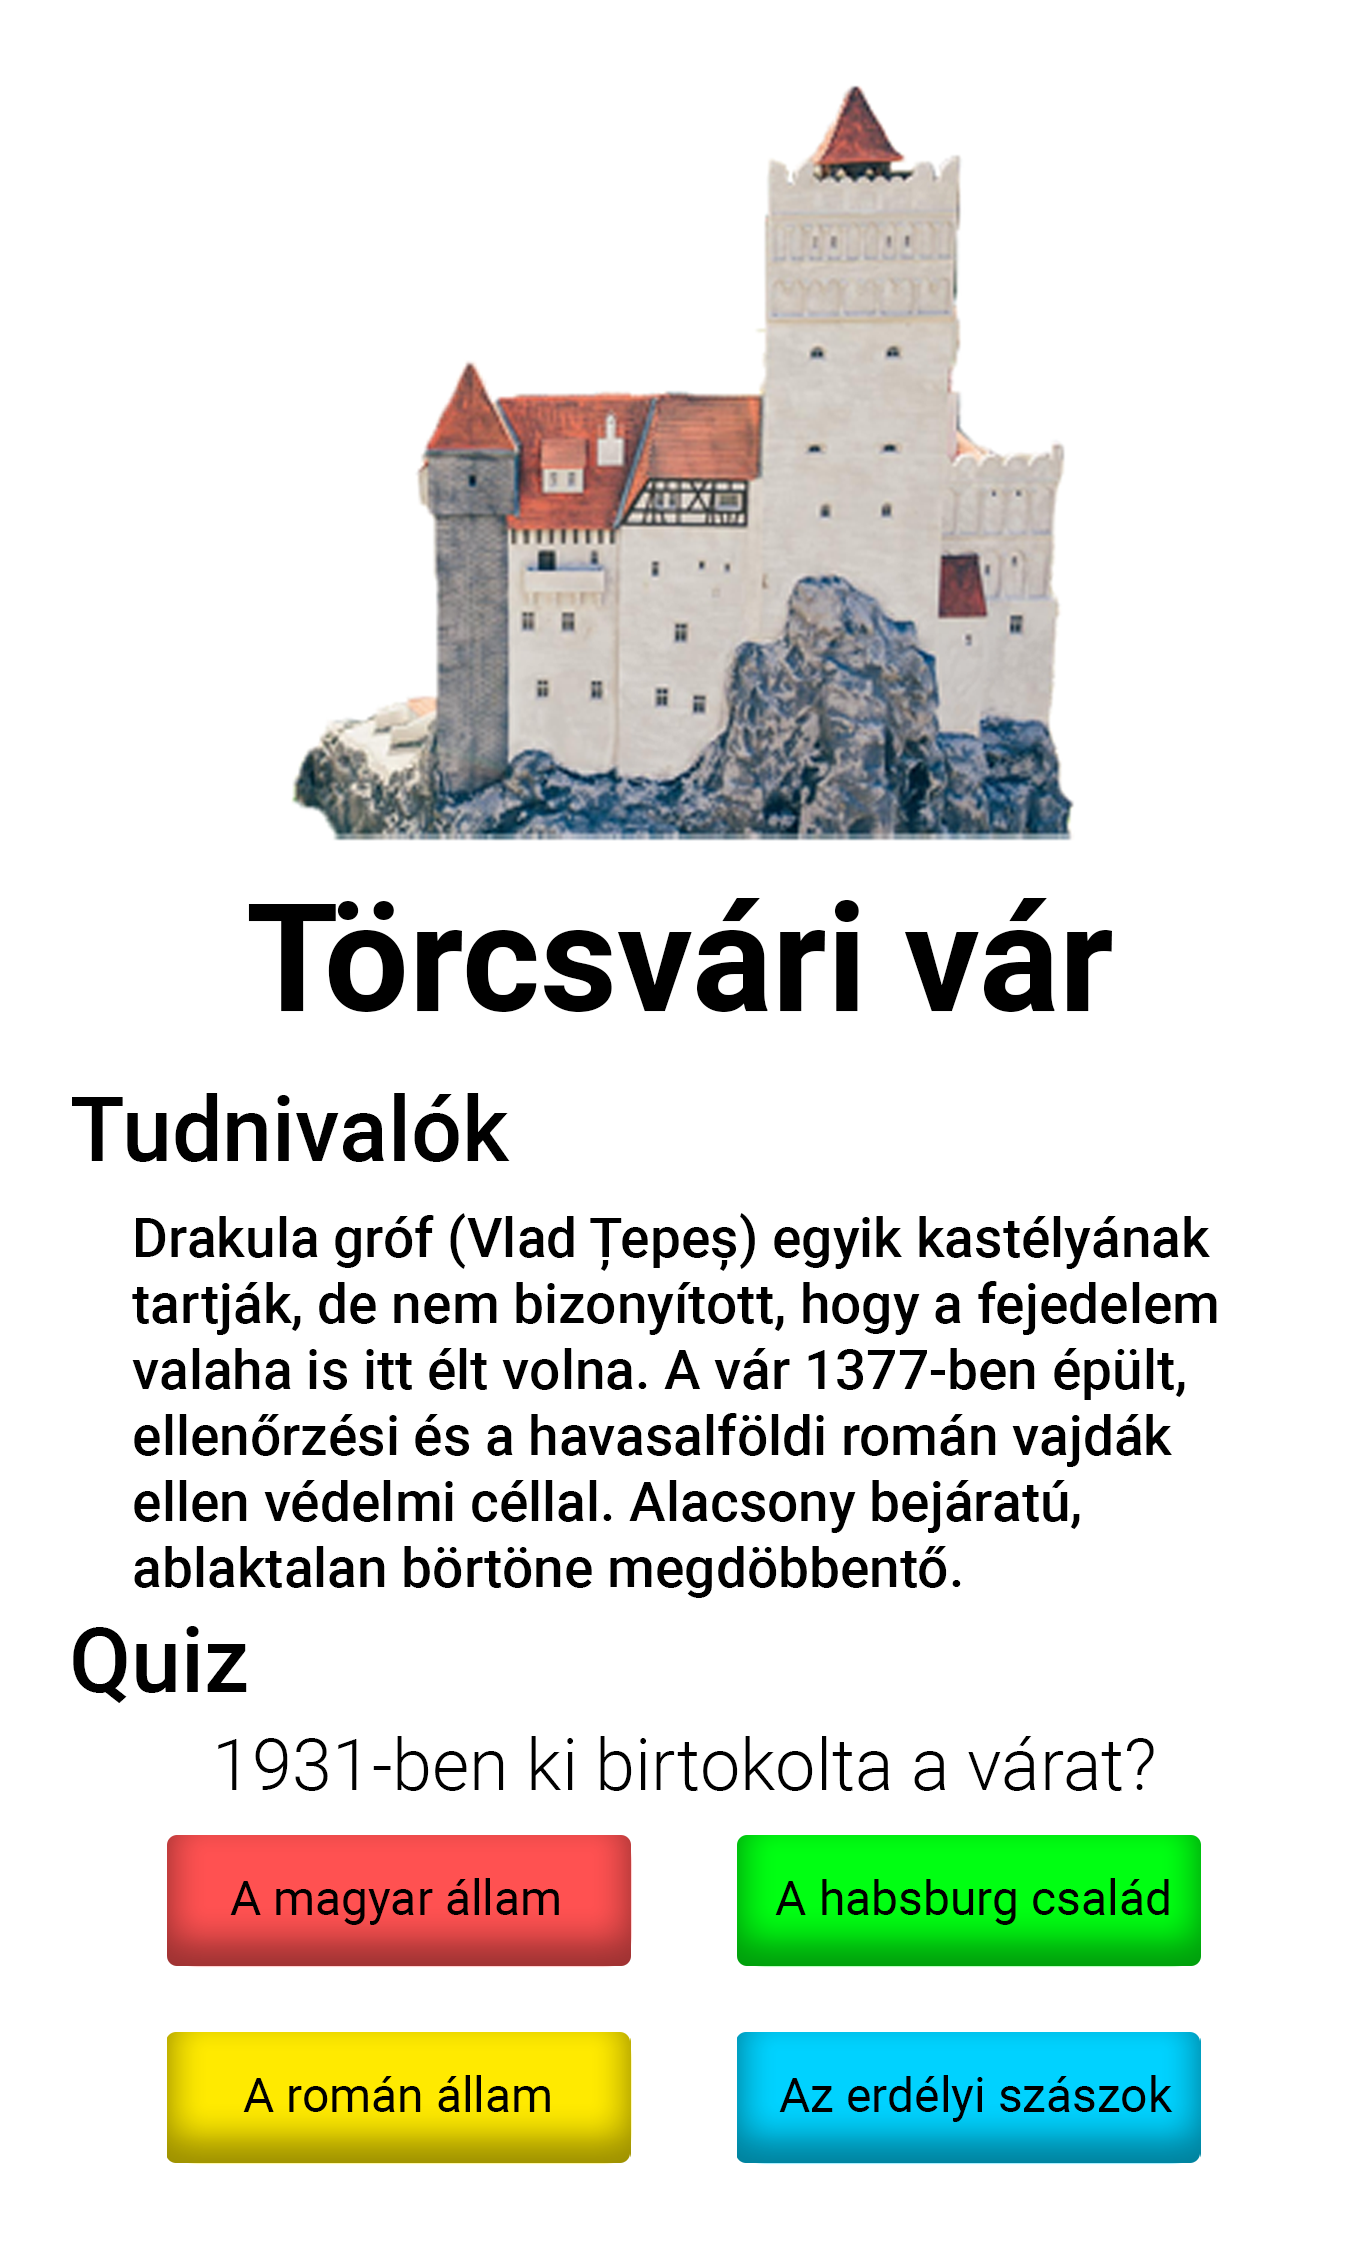 Törcsvári vár
Tudnivalók
Drakula gróf (Vlad Țepeș) egyik kastélyának
tartják, de nem bizonyított, hogy a fejedelem
valaha is itt élt volna. A vár 1377-ben épült,
ellenőrzési és a havasalföldi román vajdák
ellen védelmi céllal. Alacsony bejáratú,
ablaktalan börtöne megdöbbentő.
Quiz
1931-ben ki birtokolta a várat?
A magyar állam
A habsburg család
A román állam
Az erdélyi szászok